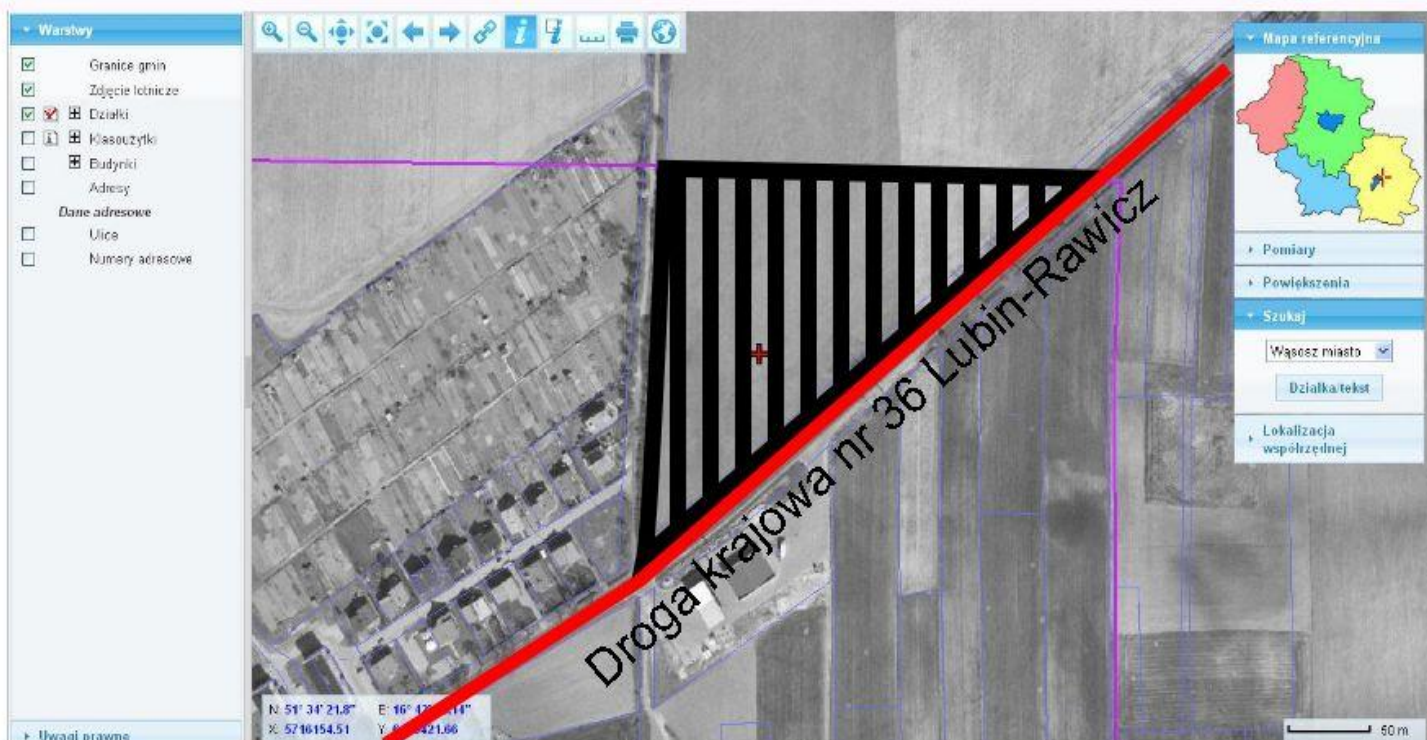 Warstwy
Granice gmin
Zdjęcie lotnicze
Działki
Klasoużytki
Budynki
Adresy
Dane adresowe
Ulice
Numery adresowe
Uwagi prawne
Droga krajowa nr 36 Lubin-Rawicz
N: 51° 34' 21.8" E: 16°
X: 5716154.51 Y:
Mapa referencyjna
Pomiary
Powiększenia
Szukaj
Wąsosz miasto
Działka/tekst
Lokalizacja
współrzędnej
50 m